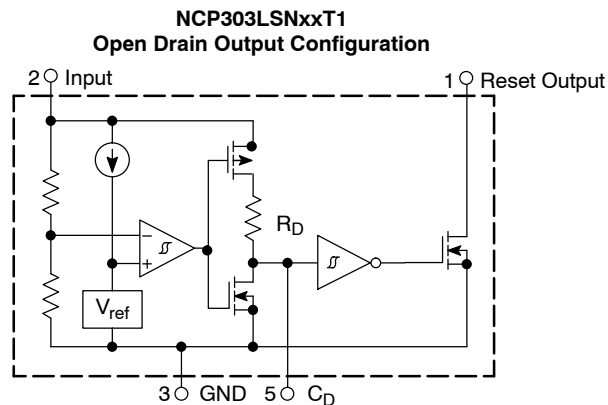 NCP303LSNxxT1
Open Drain Output Configuration
2 Input
1 Reset Output
R_D
−
+
V_ref
3 GND 5 C_D